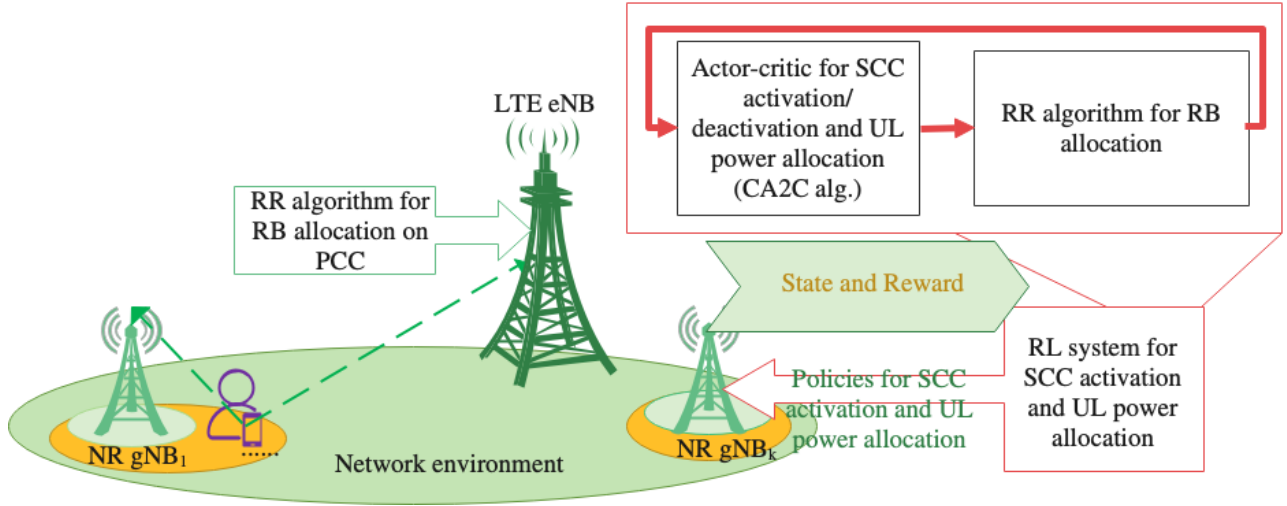 Actor-critic for SCC
activation/
deactivation and UL
power allocation
(CA2C alg.)
RR algorithm for RB
allocation
LTE eNB
RR algorithm for
RB allocation on
PCC
State and Reward
RL system for
SCC activation
and UL power
allocation
Policies for SCC
activation and UL
power allocation
NR gNB₁
......
NR gNBₖ
Network environment